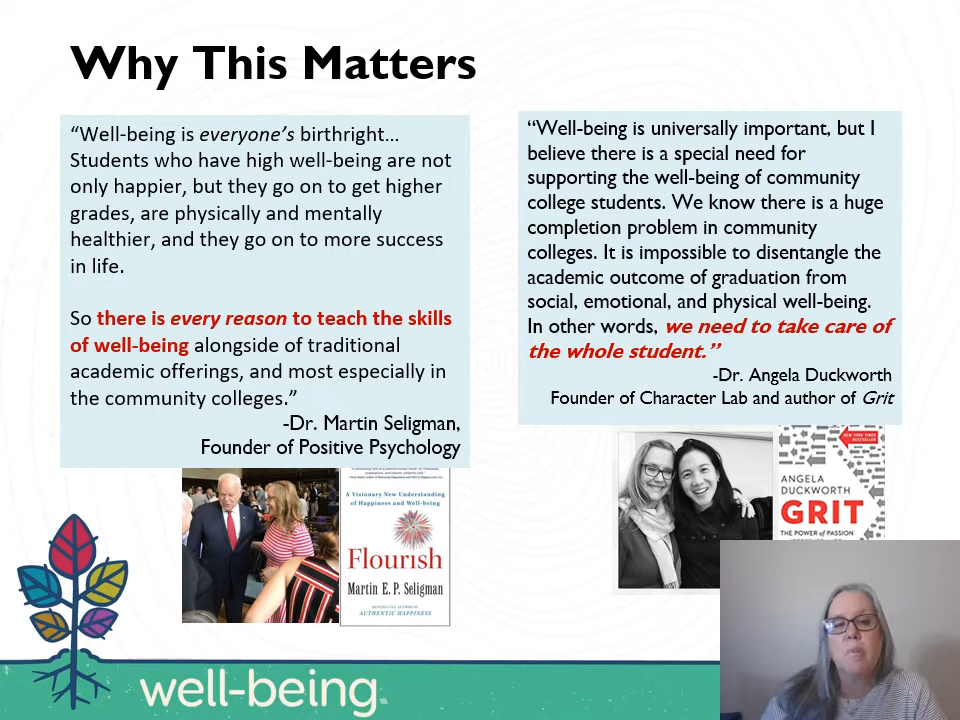 Why This Matters
“Well-being is everyone’s birthright...
Students who have high well-being are not
only happier, but they go on to get higher
grades, are physically and mentally
healthier, and they go on to more success
in life.
So there is every reason to teach the skills
of well-being alongside of traditional
academic offerings, and most especially in
the community colleges.”
-Dr. Martin Seligman,
Founder of Positive Psychology
“Well-being is universally important, but I
believe there is a special need for
supporting the well-being of community
college students. We know there is a huge
completion problem in community
colleges. It is impossible to disentangle the
academic outcome of graduation from
social, emotional, and physical well-being.
In other words, we need to take care of
the whole student.”
-Dr. Angela Duckworth
Founder of Character Lab and author of Grit
A Visionary New Understanding
of Happiness and Well-being
Flourish
Martin E. P. Seligman
BESTSELLING AUTHOR OF
AUTHENTIC HAPPINESS
NEW YORK TIMES
BESTSELLER
ANGELA
DUCKWORTH
GRIT
THE POWER of PASSION
well-being